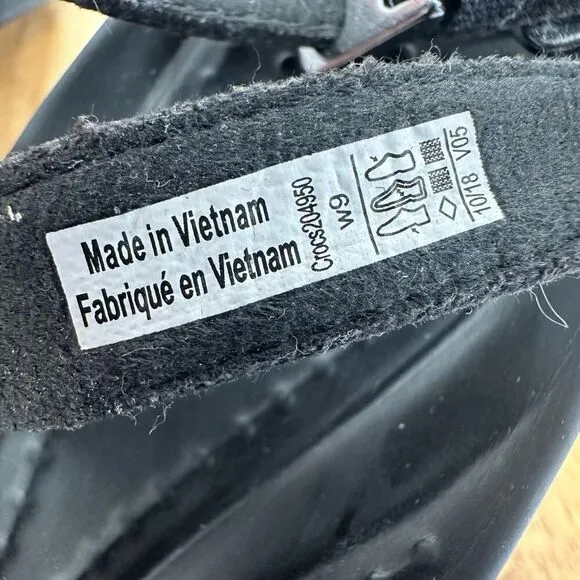 Made in Vietnam
Fabriqué en Vietnam
Crocs204950
W9
10/18 V05